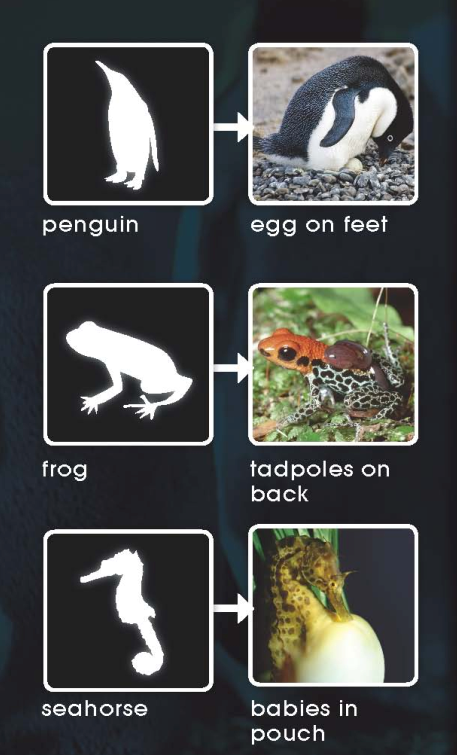 penguin
egg on feet
frog
tadpoles on
back
seahorse
babies in
pouch